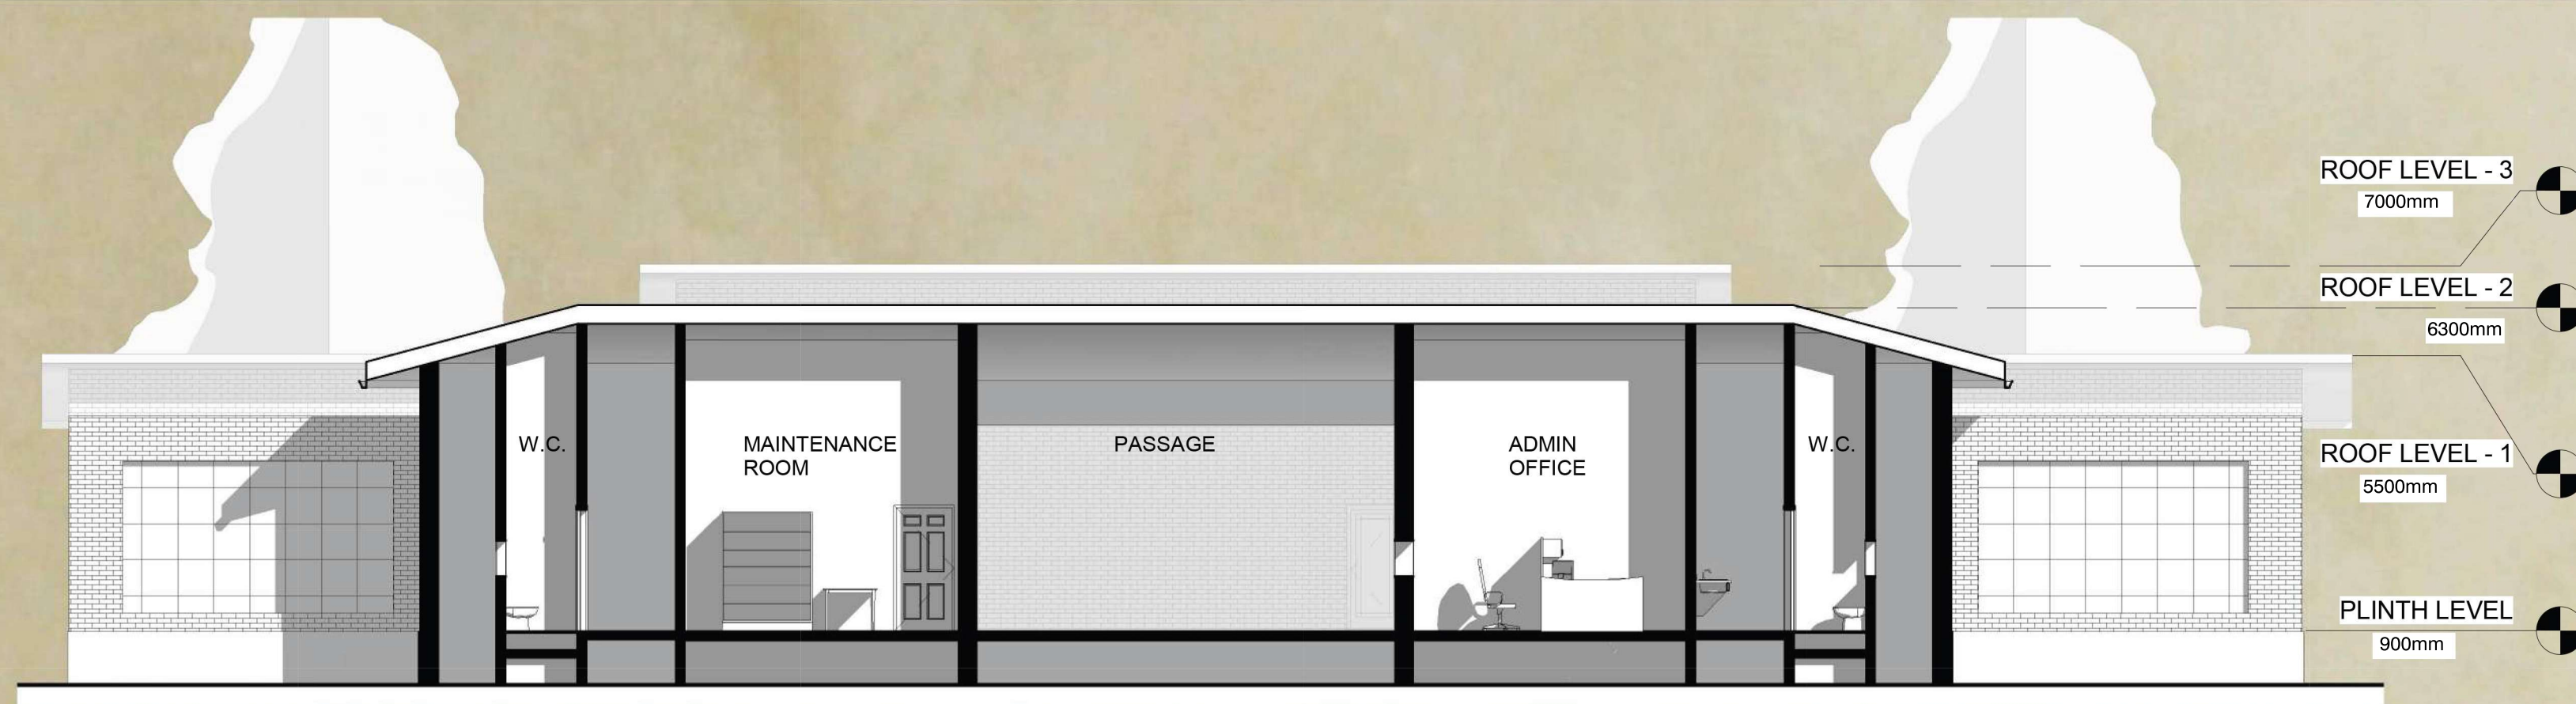 ROOF LEVEL - 3
7000mm
ROOF LEVEL - 2
6300mm
W.C.
MAINTENANCE
ROOM
PASSAGE
ADMIN
OFFICE
W.C.
ROOF LEVEL - 1
5500mm
PLINTH LEVEL
900mm